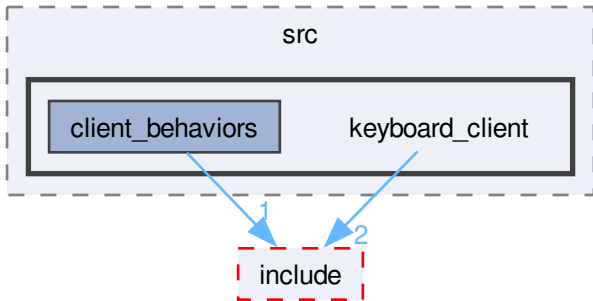 src
client_behaviors
keyboard_client
1
2
include